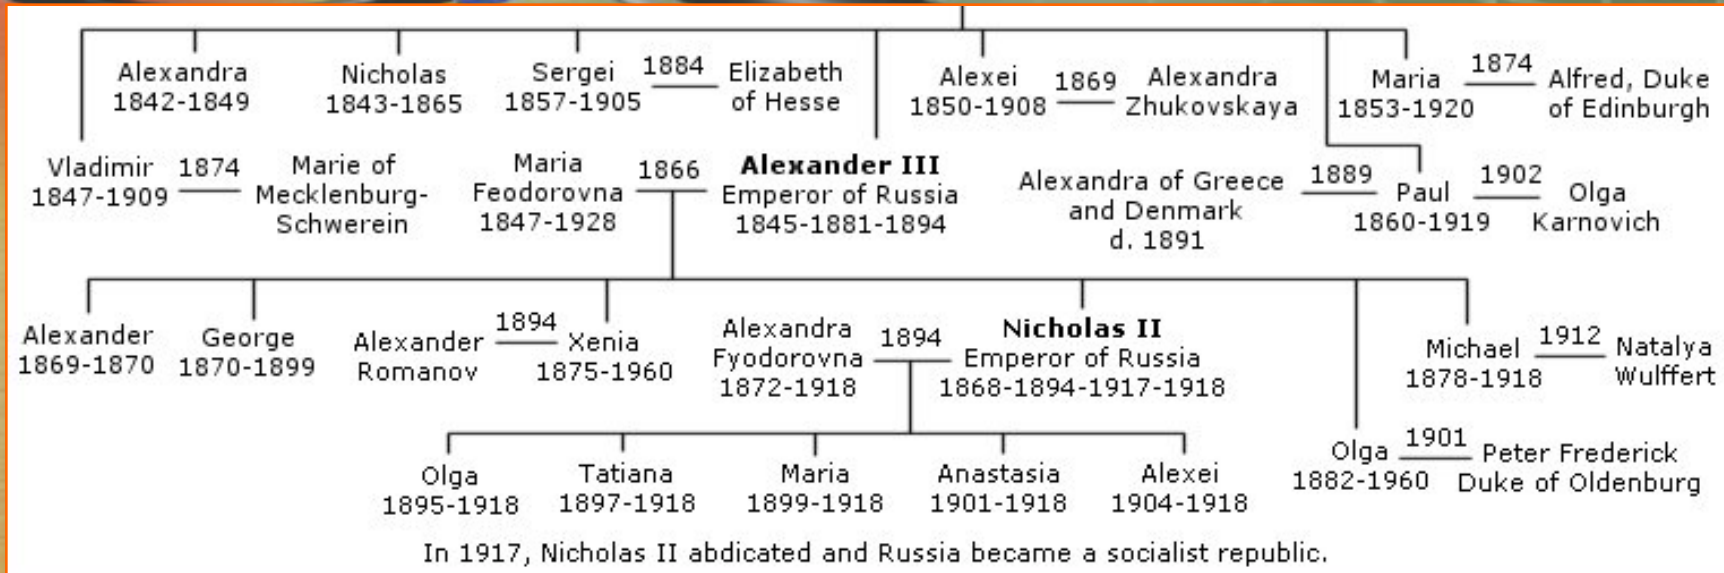 Alexandra
1842-1849
Nicholas
1843-1865
Sergei
1857-1905
1884
Elizabeth
of Hesse
Alexei
1850-1908
1869
Alexandra
Zhukovskaya
Maria
1853-1920
1874
Alfred, Duke
of Edinburgh
Vladimir
1847-1909
1874
Marie of
Mecklenburg-
Schwerein
Maria
Feodorovna
1847-1928
1866
Alexander III
Emperor of Russia
1845-1881-1894
Alexandra of Greece
and Denmark
d. 1891
1889
Paul
1860-1919
1902
Olga
Karnovich
Alexander
1869-1870
George
1870-1899
Alexander
Romanov
1894
Xenia
1875-1960
Alexandra
Fyodorovna
1872-1918
1894
Nicholas II
Emperor of Russia
1868-1894-1917-1918
Michael
1878-1918
1912
Natalya
Wulffert
Olga
1895-1918
Tatiana
1897-1918
Maria
1899-1918
Anastasia
1901-1918
Alexei
1904-1918
Olga
1882-1960
1901
Peter Frederick
Duke of Oldenburg
In 1917, Nicholas II abdicated and Russia became a socialist republic.